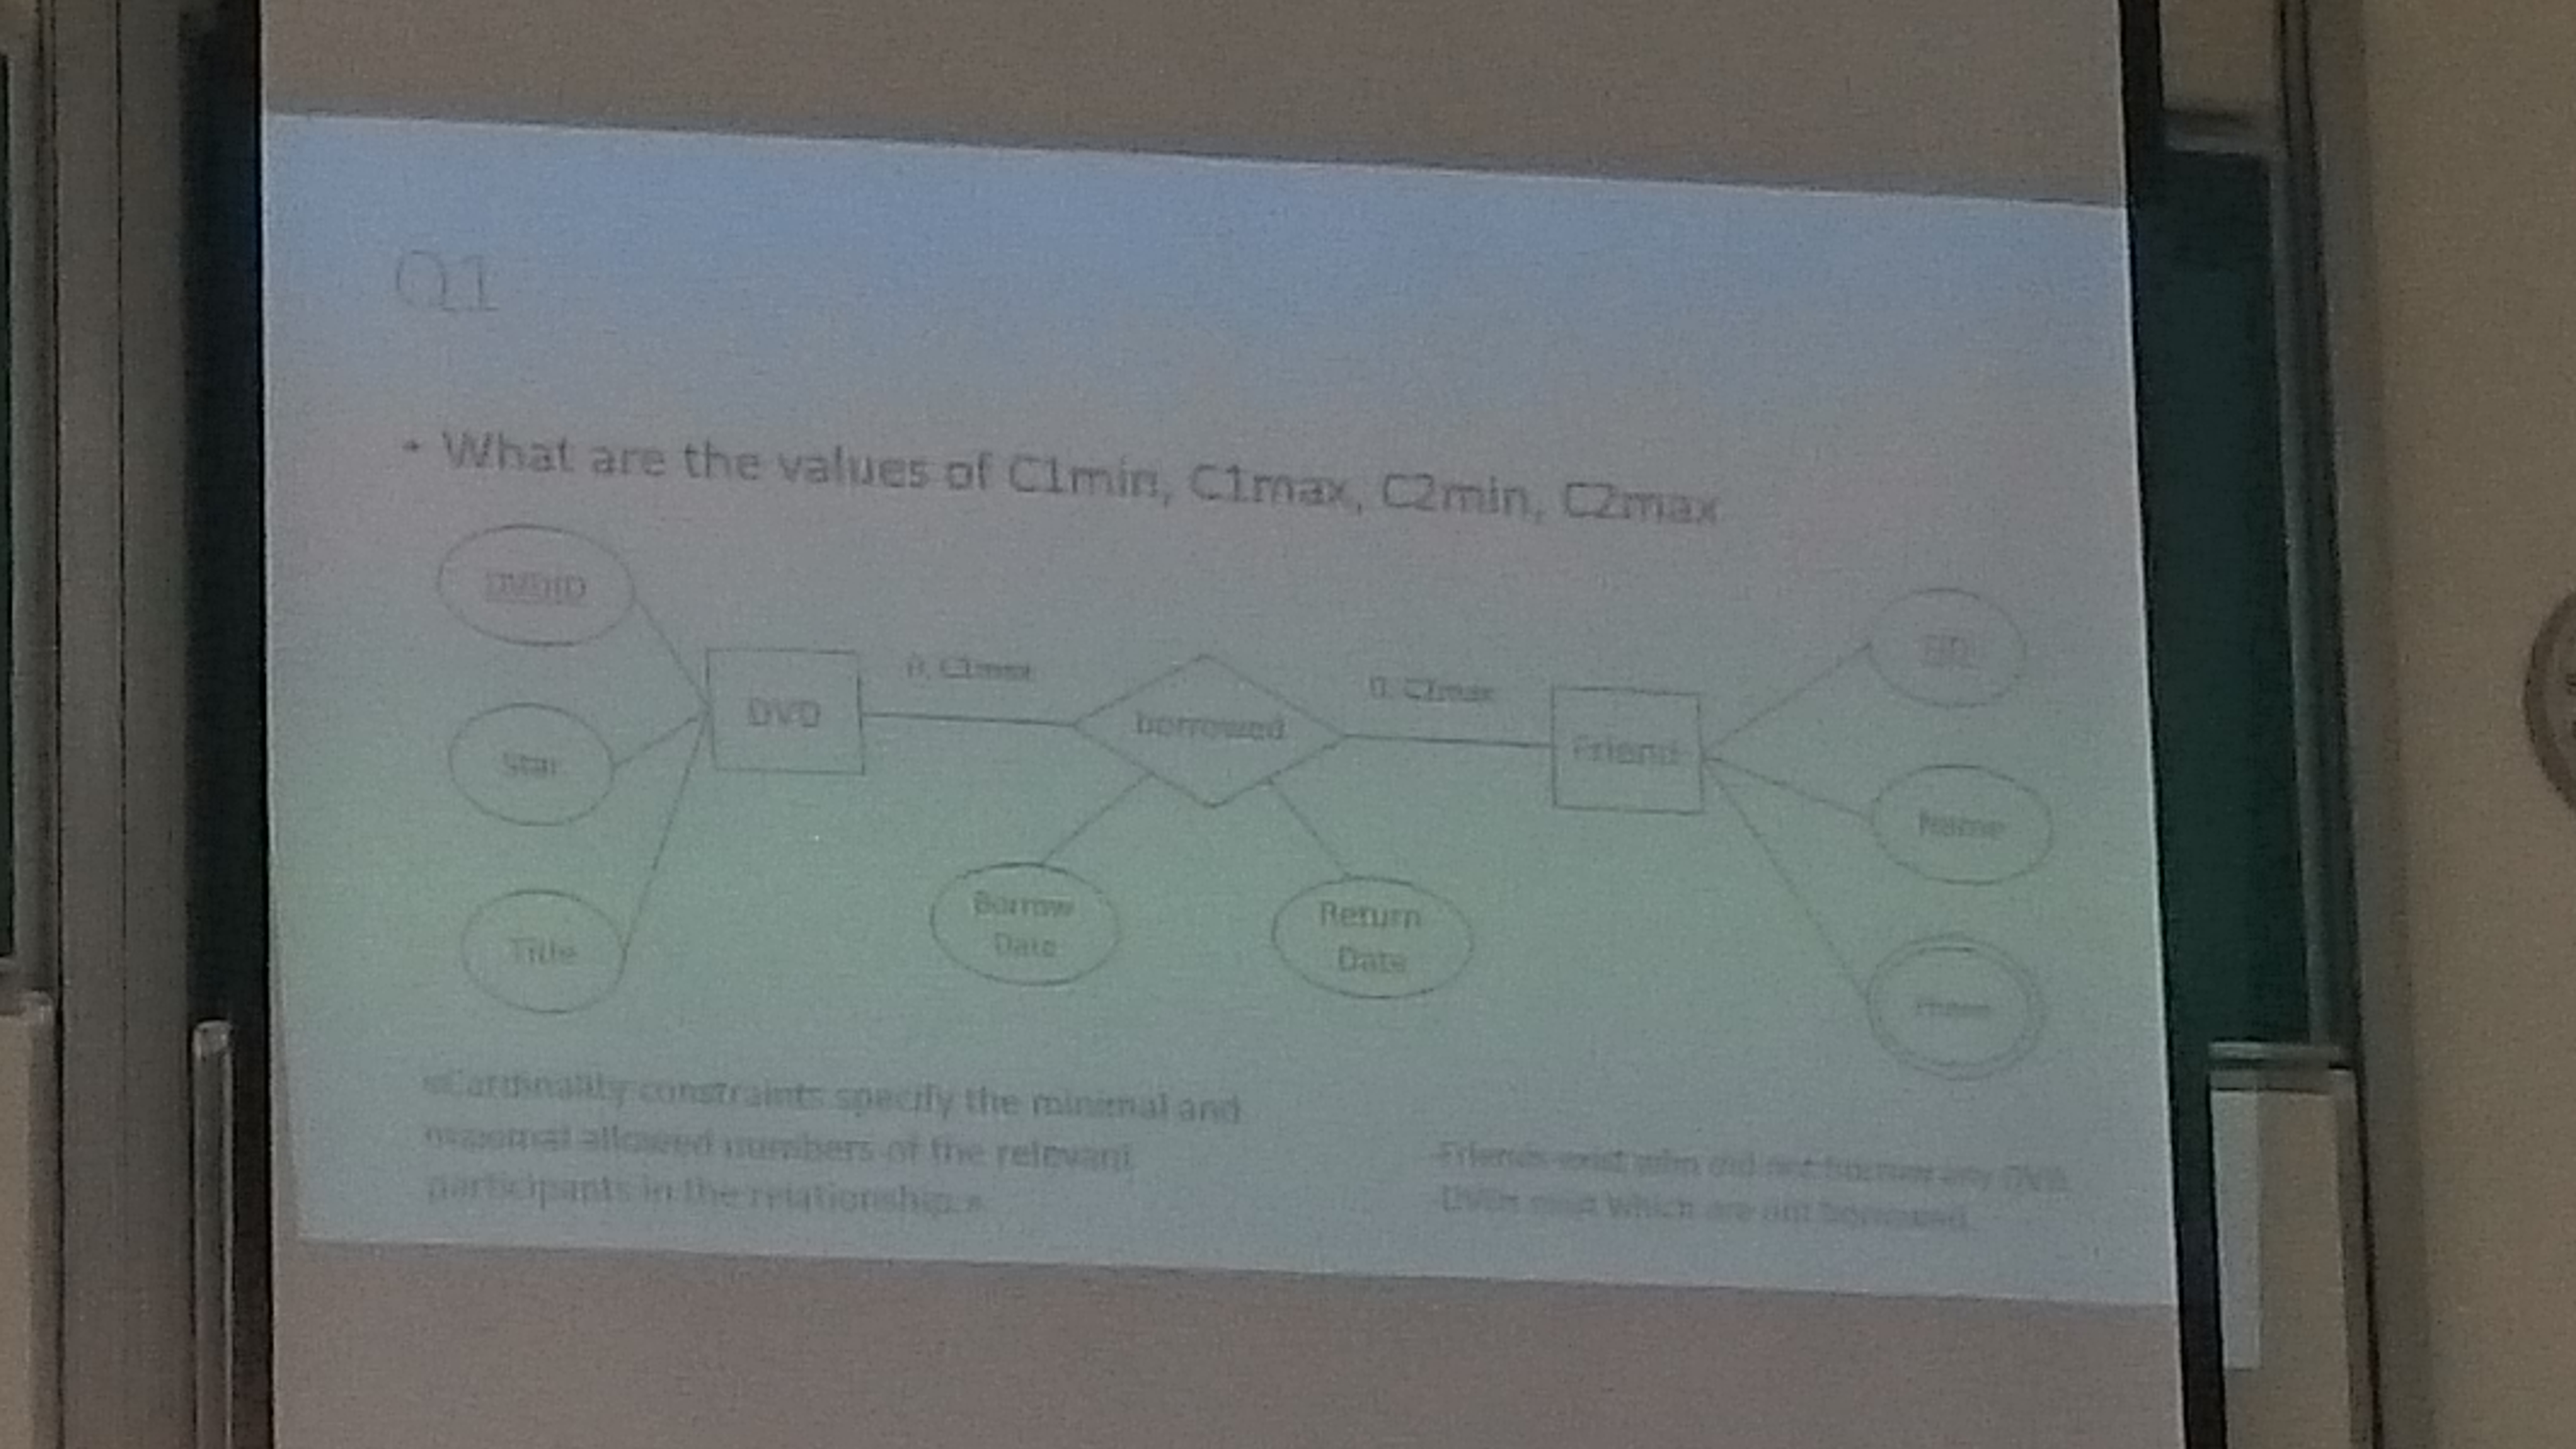 Q1
• What are the values of C1min, C1max, C2min, C2max
DVDID
0, C1max
0, C2max
FID
DVD
borrowed
Friend
Star
Name
Borrow
Date
Return
Date
Title
Phone
«Cardinality constraints specify the minimal and
maximal allowed numbers of the relevant
participants in the relationship.»
Friends exist who did not borrow any DVD.
DVDs exist which are not borrowed.